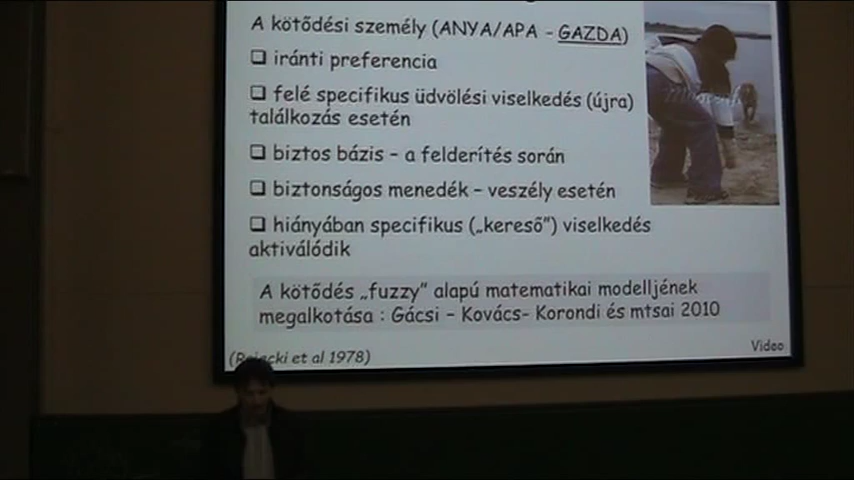 A kötődési személy (ANYA/APA - GAZDA)
❑ iránti preferencia
❑ felé specifikus üdvölési viselkedés (újra)
találkozás esetén
❑ biztos bázis – a felderítés során
❑ biztonságos menedék – veszély esetén
❑ hiányában specifikus („kereső”) viselkedés
aktiválódik
A kötődés „fuzzy” alapú matematikai modelljének
megalkotása : Gácsi – Kovács- Korondi és mtsai 2010
Video
(Rajecki et al 1978)